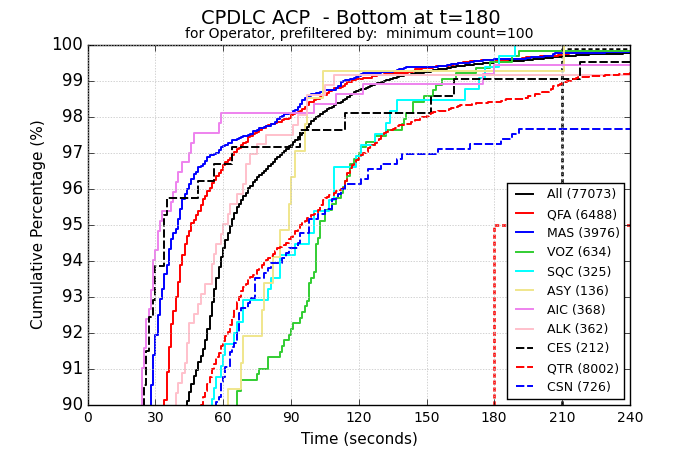 CPDLC ACP  - Bottom at t=180
for Operator, prefiltered by:  minimum count=100
Cumulative Percentage (%)
100
99
98
97
96
95
94
93
92
91
90
0 30 60 90 120 150 180 210 240
Time (seconds)
All (77073)
QFA (6488)
MAS (3976)
VOZ (634)
SQC (325)
ASY (136)
AIC (368)
ALK (362)
CES (212)
QTR (8002)
CSN (726)